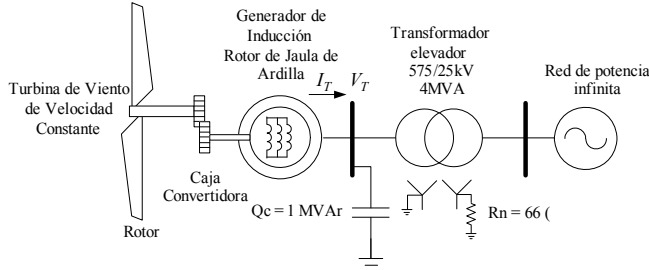 Generador de
Inducción
Rotor de Jaula de
Ardilla
Transformador
elevador
575/25kV
4MVA
Red de potencia
infinita
Turbina de Viento
de Velocidad
Constante
I_T
V_T
Caja
Convertidora
Qc = 1 MVAr
Rn = 66 (
Rotor